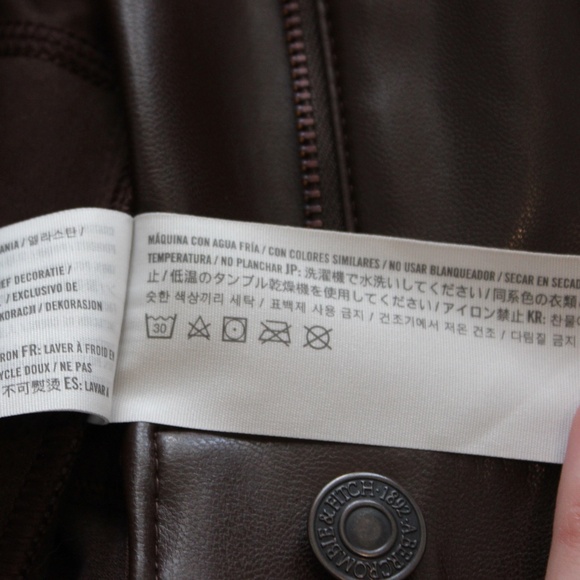 ANIA / 엘라스탄 /
EF DECORATIE /
/ EXCLUSIVO DE
KORACH / DEKORASJON
RON FR: LAVER À FROID EN
YCLE DOUX / NE PAS
不可熨烫 ES: LAVAR A
MÁQUINA CON AGUA FRÍA / CON COLORES SIMILARES / NO USAR BLANQUEADOR / SECAR EN SECAD
TEMPERATURA / NO PLANCHAR JP: 洗濯機で水洗いしてください / 同系色の衣類
止 / 低温のタンブル乾燥機を使用してください / アイロン禁止 KR: 찬물에
슷한 색상끼리 세탁 / 표백제 사용 금지 / 건조기에서 저온 건조 / 다림질 금지
30
ABERCROMBIE & FITCH · 1892 ·